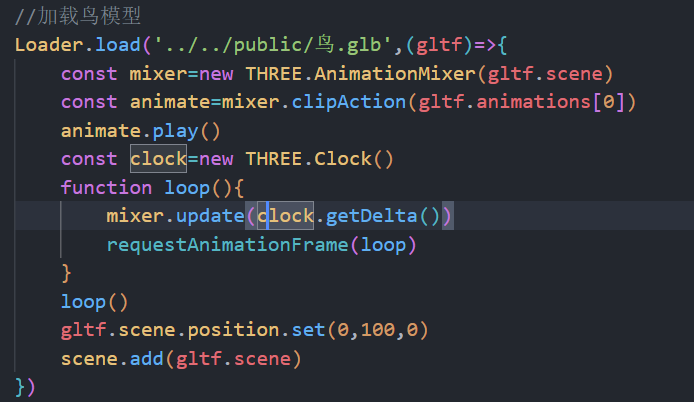 //加载鸟模型
Loader.load('../../public/鸟.glb',(gltf)=>{
    const mixer=new THREE.AnimationMixer(gltf.scene)
    const animate=mixer.clipAction(gltf.animations[0])
    animate.play()
    const clock=new THREE.Clock()
    function loop(){
        mixer.update(clock.getDelta())
        requestAnimationFrame(loop)
    }
    loop()
    gltf.scene.position.set(0,100,0)
    scene.add(gltf.scene)
})